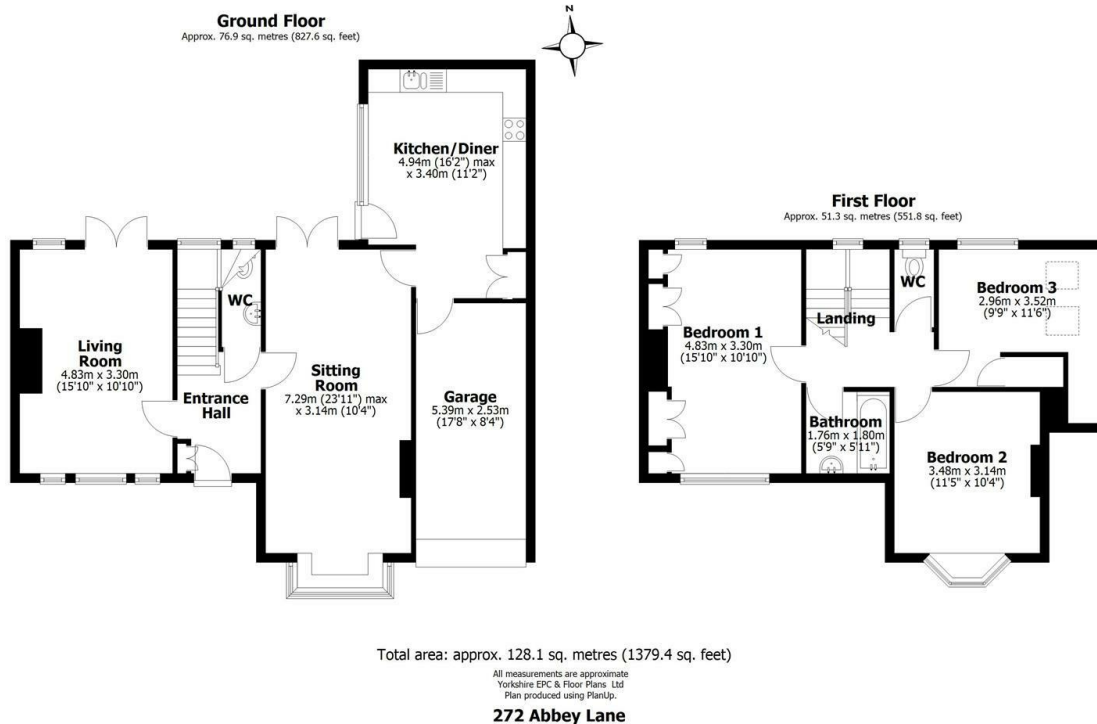 Ground Floor
Approx. 76.9 sq. metres (827.6 sq. feet)
N
Kitchen/Diner
4.94m (16'2") max
x 3.40m (11'2")
WC
Living
Room
4.83m x 3.30m
(15'10" x 10'10")
Entrance
Hall
Sitting
Room
7.29m (23'11") max
x 3.14m (10'4")
Garage
5.39m x 2.53m
(17'8" x 8'4")
First Floor
Approx. 51.3 sq. metres (551.8 sq. feet)
WC
Bedroom 3
2.96m x 3.52m
(9'9" x 11'6")
Landing
Bedroom 1
4.83m x 3.30m
(15'10" x 10'10")
Bathroom
1.76m x 1.80m
(5'9" x 5'11")
Bedroom 2
3.48m x 3.14m
(11'5" x 10'4")
Total area: approx. 128.1 sq. metres (1379.4 sq. feet)
All measurements are approximate
Yorkshire EPC & Floor Plans Ltd
Plan produced using PlanUp.
272 Abbey Lane